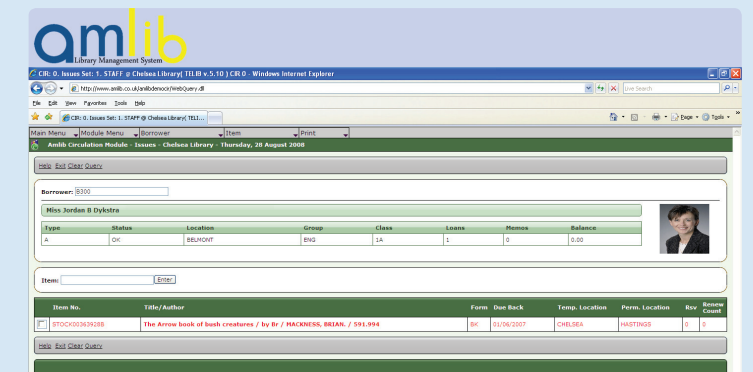 amlib
Library Management System
CIR: 0. Issues Set: 1. STAFF @ Chelsea Library( TELIB v.5.10 ) CIR 0 - Windows Internet Explorer
http://www.amlib.co.uk/amlibdemoclr/WebQuery.dll
Live Search
File Edit View Favorites Tools Help
CIR: 0. Issues Set: 1. STAFF @ Chelsea Library( TELI...
Page Tools
Main Menu Module Menu Borrower Item Print
Amlib Circulation Module - Issues - Chelsea Library - Thursday, 28 August 2008
Help Exit Clear Query
Borrower: B300
Miss Jordan B Dykstra
Type Status Location Group Class Loans Memos Balance
A OK BELMONT ENG 1A 1 0 0.00
Item: Enter
Item No. Title/Author Form Due Back Temp. Location Perm. Location Rsv Renew Count
STOCK00363928B The Arrow book of bush creatures / by Br / MACKNESS, BRIAN. / 591.994 BK 01/06/2007 CHELSEA HASTINGS 0 0
Help Exit Clear Query